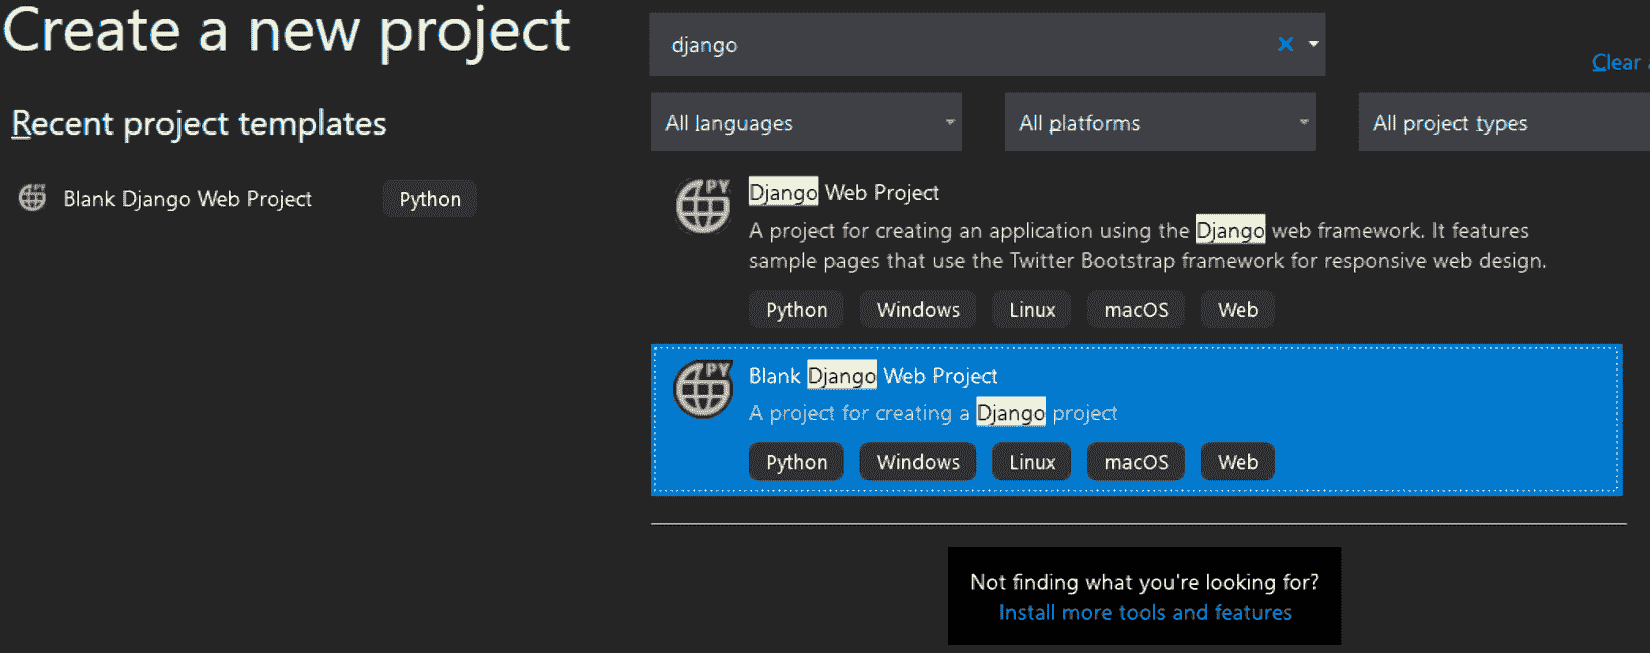 Create a new project
Recent project templates
Blank Django Web Project Python
django
Clear
All languages All platforms All project types
PY
Django Web Project
A project for creating an application using the Django web framework. It features
sample pages that use the Twitter Bootstrap framework for responsive web design.
Python Windows Linux macOS Web
PY
Blank Django Web Project
A project for creating a Django project
Python Windows Linux macOS Web
Not finding what you're looking for?
Install more tools and features